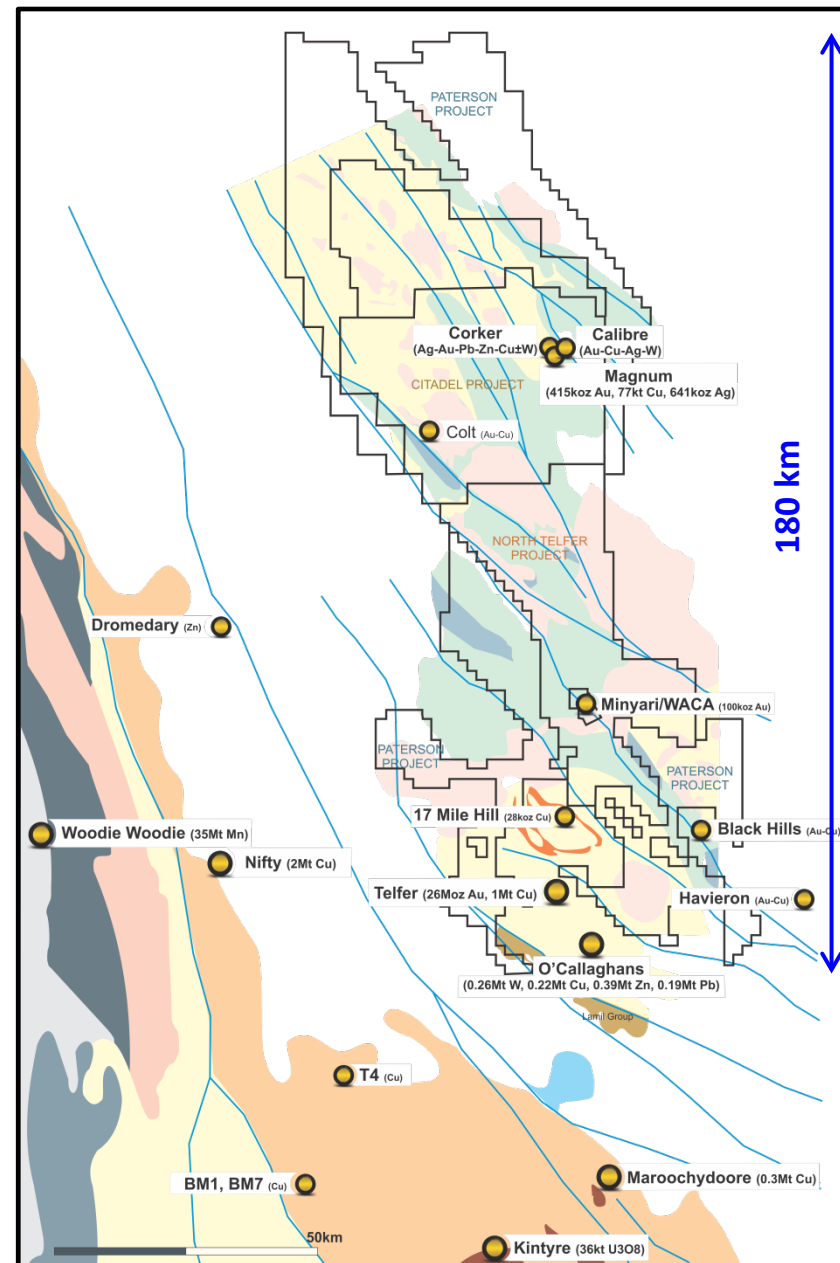 PATERSON
PROJECT
Corker
(Ag-Au-Pb-Zn-Cu±W)
Calibre
(Au-Cu-Ag-W)
Magnum
(415koz Au, 77kt Cu, 641koz Ag)
CITADEL PROJECT
Colt (Au-Cu)
180 km
NORTH TELFER
PROJECT
Dromedary (Zn)
Minyari/WACA (100koz Au)
PATERSON
PROJECT
PATERSON
PROJECT
17 Mile Hill (28koz Cu)
Black Hills (Au-Cu)
Woodie Woodie (35Mt Mn)
Nifty (2Mt Cu)
Telfer (26Moz Au, 1Mt Cu)
Havieron (Au-Cu)
O'Callaghans
(0.26Mt W, 0.22Mt Cu, 0.39Mt Zn, 0.19Mt Pb)
Lamil Group
T4 (Cu)
BM1, BM7 (Cu)
Maroochydoore (0.3Mt Cu)
50km
Kintyre (36kt U3O8)